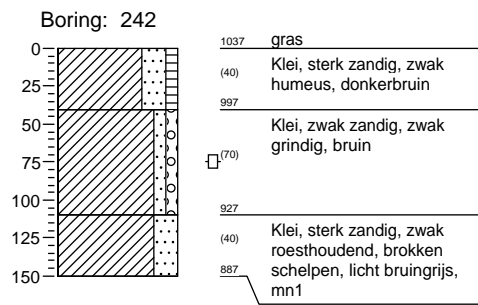 Boring: 242
0
25
50
75
100
125
150
1037 gras
(40) Klei, sterk zandig, zwak
humeus, donkerbruin
997
(70) Klei, zwak zandig, zwak
grindig, bruin
927
(40) Klei, sterk zandig, zwak
roesthoudend, brokken
schelpen, licht bruingrijs,
mn1
887